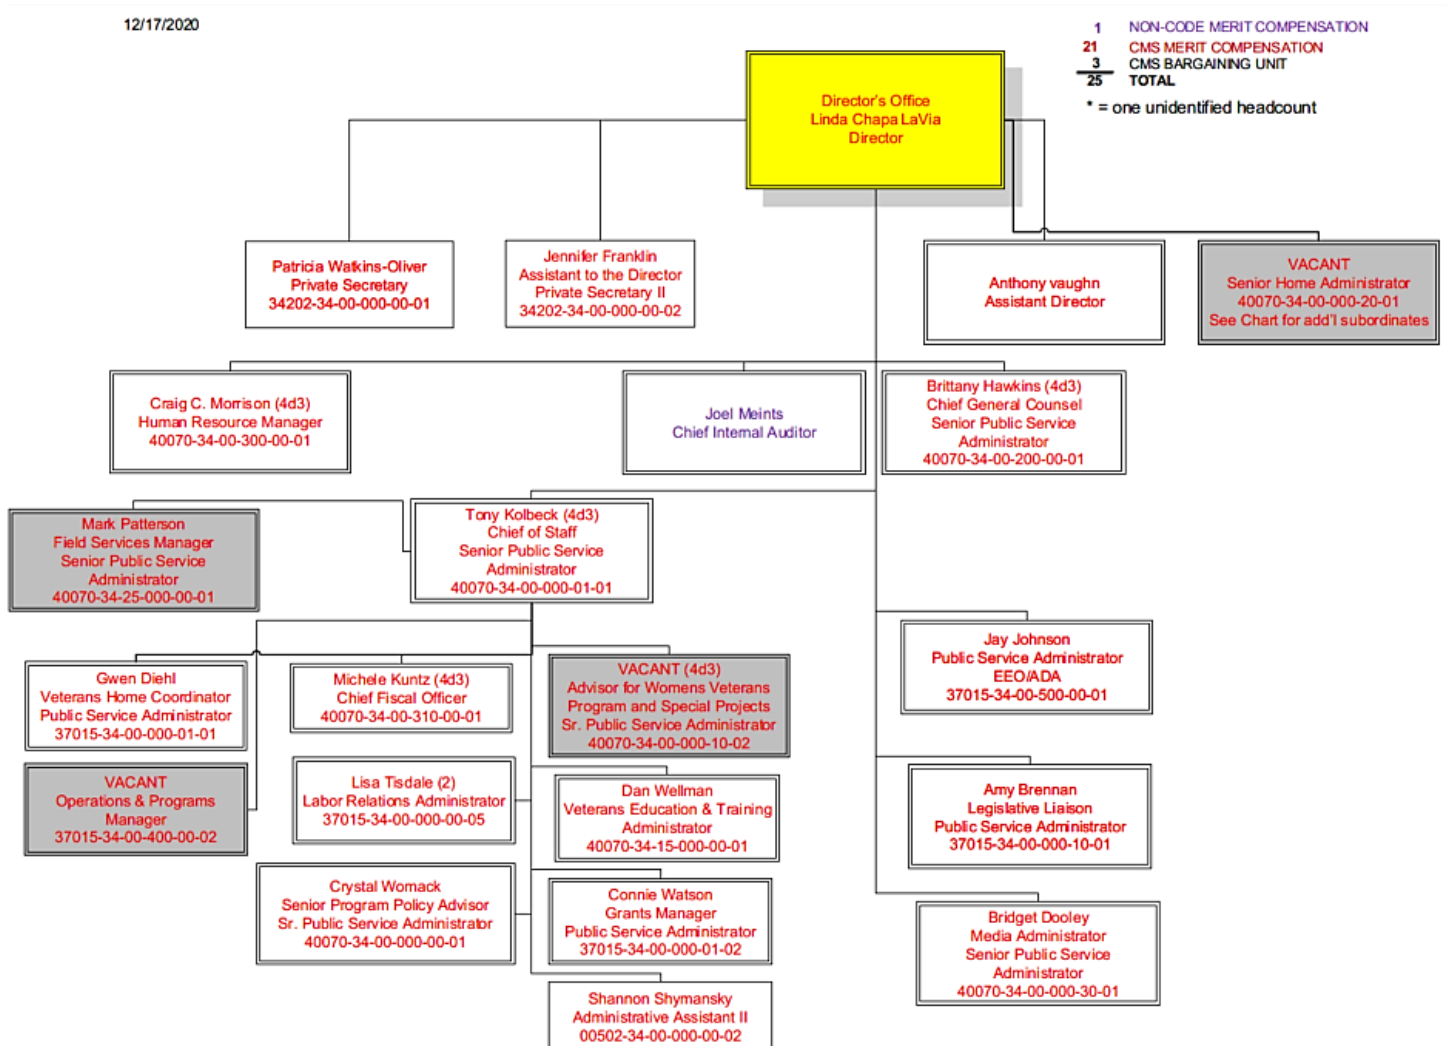 12/17/2020
1 NON-CODE MERIT COMPENSATION
21 CMS MERIT COMPENSATION
3 CMS BARGAINING UNIT
25 TOTAL
* = one unidentified headcount
Director's Office
Linda Chapa LaVia
Director
Patricia Watkins-Oliver
Private Secretary
34202-34-00-000-00-01
Jennifer Franklin
Assistant to the Director
Private Secretary II
34202-34-00-000-00-02
Anthony vaughn
Assistant Director
VACANT
Senior Home Administrator
40070-34-00-000-20-01
See Chart for add'l subordinates
Craig C. Morrison (4d3)
Human Resource Manager
40070-34-00-300-00-01
Joel Meints
Chief Internal Auditor
Brittany Hawkins (4d3)
Chief General Counsel
Senior Public Service
Administrator
40070-34-00-200-00-01
Mark Patterson
Field Services Manager
Senior Public Service
Administrator
40070-34-25-000-00-01
Tony Kolbeck (4d3)
Chief of Staff
Senior Public Service
Administrator
40070-34-00-000-01-01
Jay Johnson
Public Service Administrator
EEO/ADA
37015-34-00-500-00-01
Gwen Diehl
Veterans Home Coordinator
Public Service Administrator
37015-34-00-000-01-01
Michele Kuntz (4d3)
Chief Fiscal Officer
40070-34-00-310-00-01
VACANT (4d3)
Advisor for Womens Veterans
Program and Special Projects
Sr. Public Service Administrator
40070-34-00-000-10-02
VACANT
Operations & Programs
Manager
37015-34-00-400-00-02
Lisa Tisdale (2)
Labor Relations Administrator
37015-34-00-000-00-05
Dan Wellman
Veterans Education & Training
Administrator
40070-34-15-000-00-01
Amy Brennan
Legislative Liaison
Public Service Administrator
37015-34-00-000-10-01
Crystal Womack
Senior Program Policy Advisor
Sr. Public Service Administrator
40070-34-00-000-00-01
Connie Watson
Grants Manager
Public Service Administrator
37015-34-00-000-01-02
Bridget Dooley
Media Administrator
Senior Public Service
Administrator
40070-34-00-000-30-01
Shannon Shymansky
Administrative Assistant II
00502-34-00-000-00-02